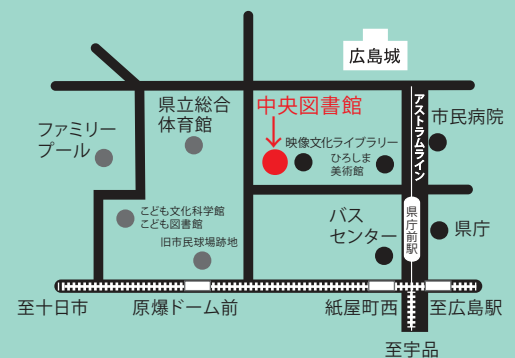 広島城
中央図書館
県立総合
体育館
ファミリー
プール
映像文化ライブラリー
ひろしま
美術館
アストラムライン
市民病院
こども文化科学館
こども図書館
旧市民球場跡地
バス
センター
県庁前駅
県庁
至十日市
原爆ドーム前
紙屋町西
至広島駅
至宇品